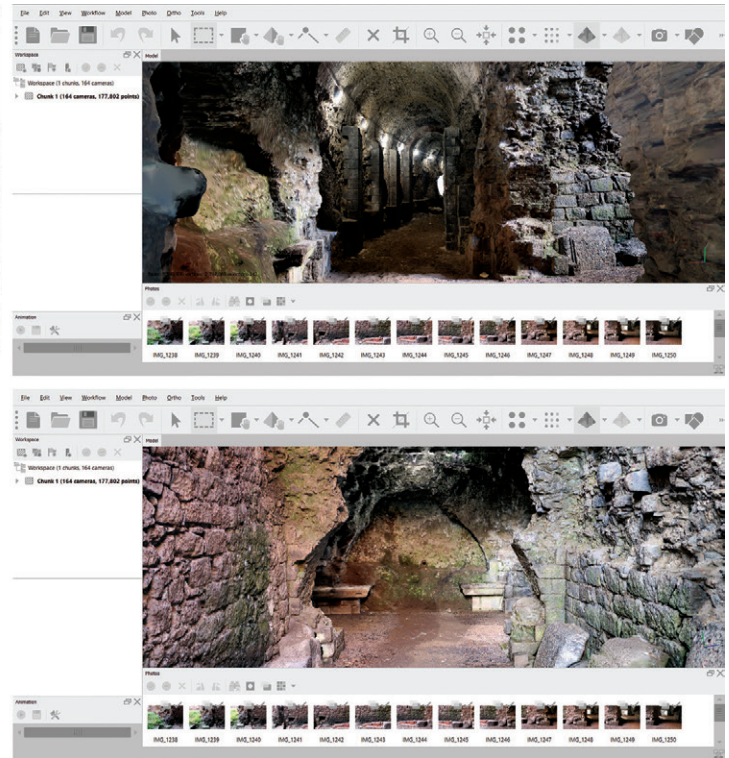 File Edit View Workflow Model Photo Ortho Tools Help
Workspace
Model
Workspace (1 chunks, 164 cameras)
Chunk 1 (164 cameras, 177,802 points)
Photos
Animation
IMG_1238 IMG_1239 IMG_1240 IMG_1241 IMG_1242 IMG_1243 IMG_1244 IMG_1245 IMG_1246 IMG_1247 IMG_1248 IMG_1249 IMG_1250
File Edit View Workflow Model Photo Ortho Tools Help
Workspace
Model
Workspace (1 chunks, 164 cameras)
Chunk 1 (164 cameras, 177,802 points)
Photos
Animation
IMG_1238 IMG_1239 IMG_1240 IMG_1241 IMG_1242 IMG_1243 IMG_1244 IMG_1245 IMG_1246 IMG_1247 IMG_1248 IMG_1249 IMG_1250